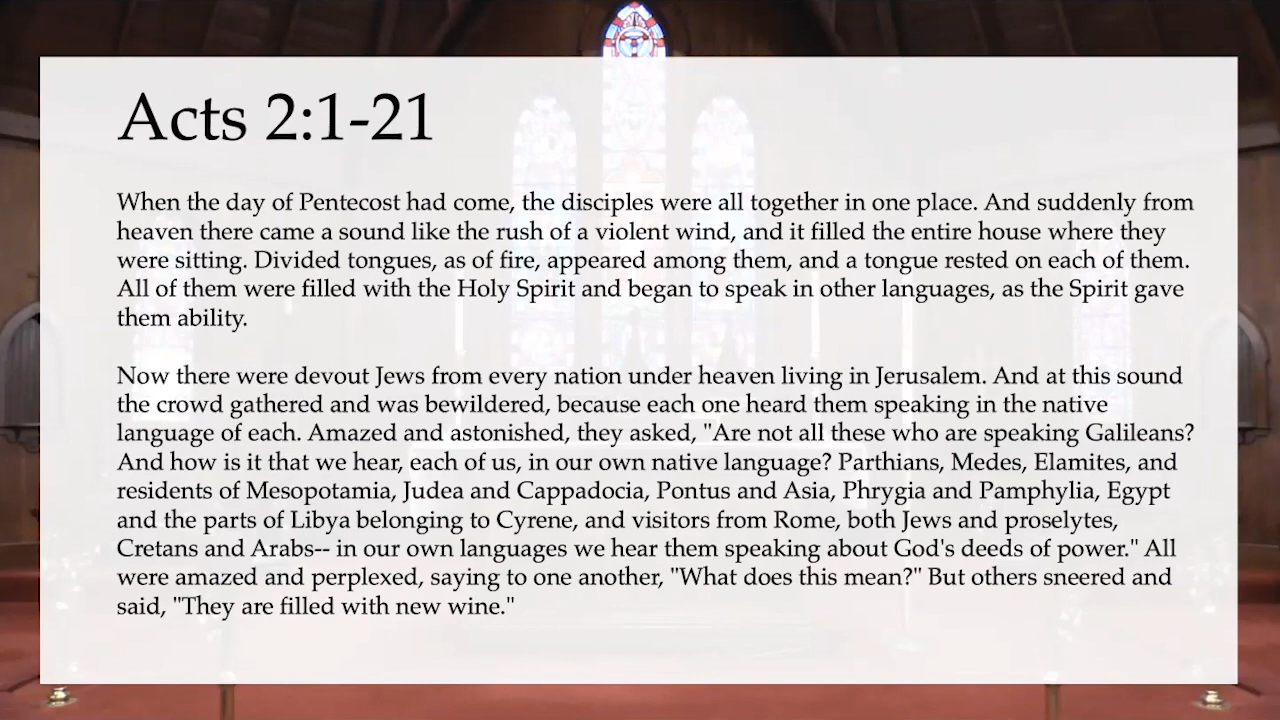 Acts 2:1-21
When the day of Pentecost had come, the disciples were all together in one place. And suddenly from
heaven there came a sound like the rush of a violent wind, and it filled the entire house where they
were sitting. Divided tongues, as of fire, appeared among them, and a tongue rested on each of them.
All of them were filled with the Holy Spirit and began to speak in other languages, as the Spirit gave
them ability.
Now there were devout Jews from every nation under heaven living in Jerusalem. And at this sound
the crowd gathered and was bewildered, because each one heard them speaking in the native
language of each. Amazed and astonished, they asked, "Are not all these who are speaking Galileans?
And how is it that we hear, each of us, in our own native language? Parthians, Medes, Elamites, and
residents of Mesopotamia, Judea and Cappadocia, Pontus and Asia, Phrygia and Pamphylia, Egypt
and the parts of Libya belonging to Cyrene, and visitors from Rome, both Jews and proselytes,
Cretans and Arabs-- in our own languages we hear them speaking about God's deeds of power." All
were amazed and perplexed, saying to one another, "What does this mean?" But others sneered and
said, "They are filled with new wine."